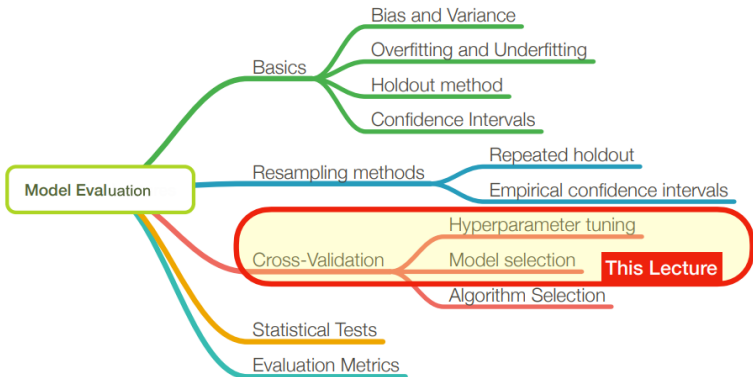 Model Evaluation
Basics
Bias and Variance
Overfitting and Underfitting
Holdout method
Confidence Intervals
Resampling methods
Repeated holdout
Empirical confidence intervals
Cross-Validation
Hyperparameter tuning
Model selection
This Lecture
Algorithm Selection
Statistical Tests
Evaluation Metrics